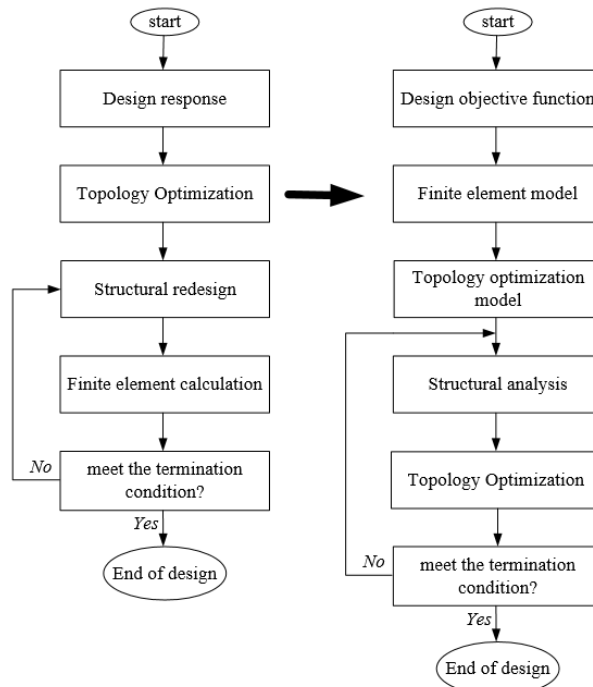 start
Design response
Topology Optimization
Structural redesign
Finite element calculation
No
meet the termination
condition?
Yes
End of design
start
Design objective function
Finite element model
Topology optimization
model
Structural analysis
Topology Optimization
No
meet the termination
condition?
Yes
End of design